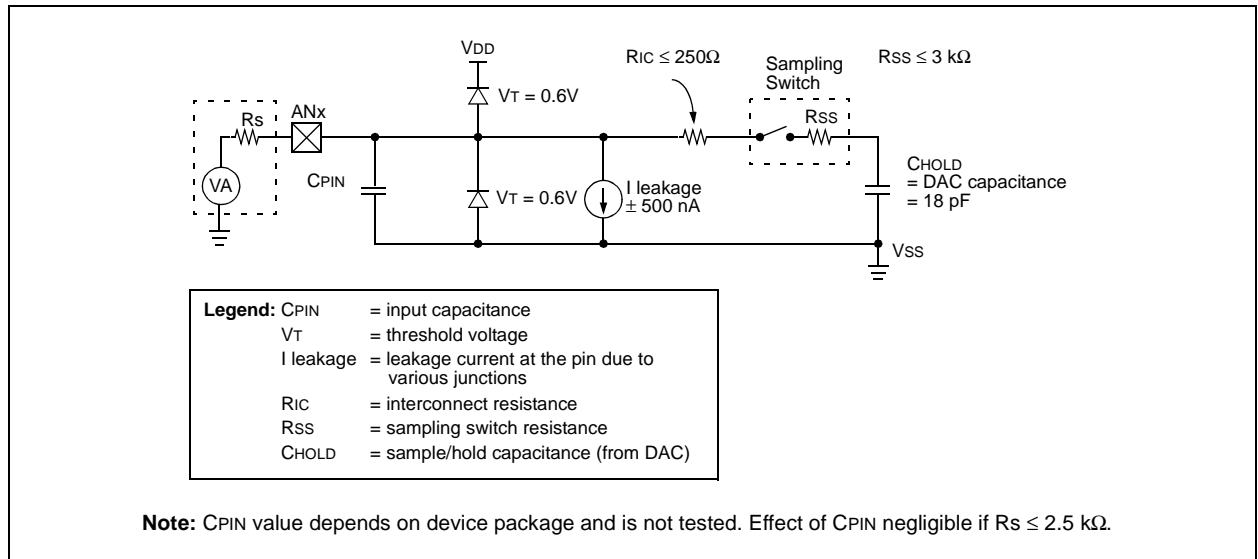 VDD
RIC ≤ 250Ω
Sampling
Switch
RSS ≤ 3 kΩ
VT = 0.6V
Rs
ANx
RSS
VA
CPIN
VT = 0.6V
I leakage
± 500 nA
CHOLD
= DAC capacitance
= 18 pF
VSS
Legend: CPIN = input capacitance
VT = threshold voltage
I leakage = leakage current at the pin due to
various junctions
RIC = interconnect resistance
RSS = sampling switch resistance
CHOLD = sample/hold capacitance (from DAC)
Note: CPIN value depends on device package and is not tested. Effect of CPIN negligible if Rs ≤ 2.5 kΩ.